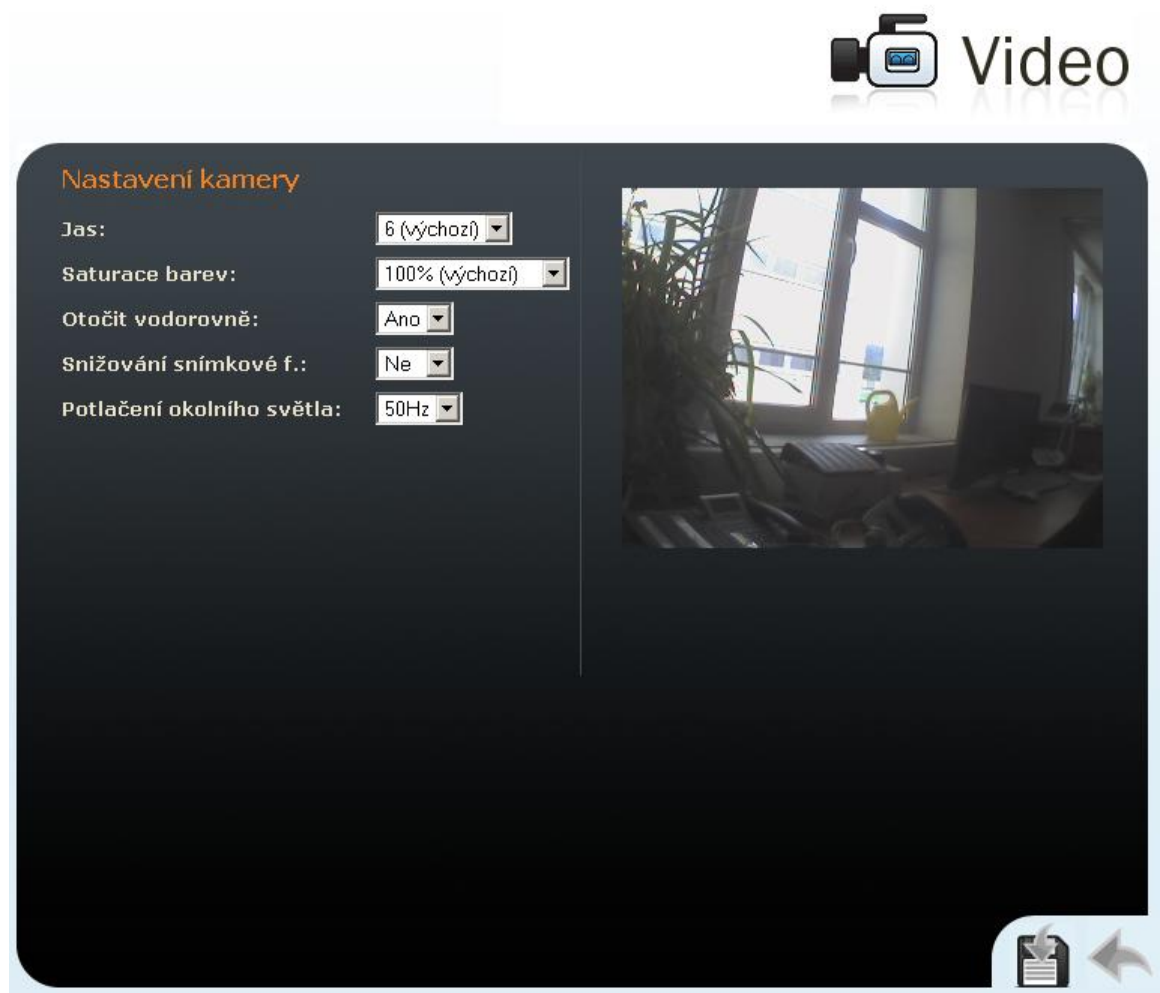 Video
Nastavení kamery
Jas: 6 (výchozí)
Saturace barev: 100% (výchozí)
Otočit vodorovně: Ano
Snižování snímkové f.: Ne
Potlačení okolního světla: 50Hz